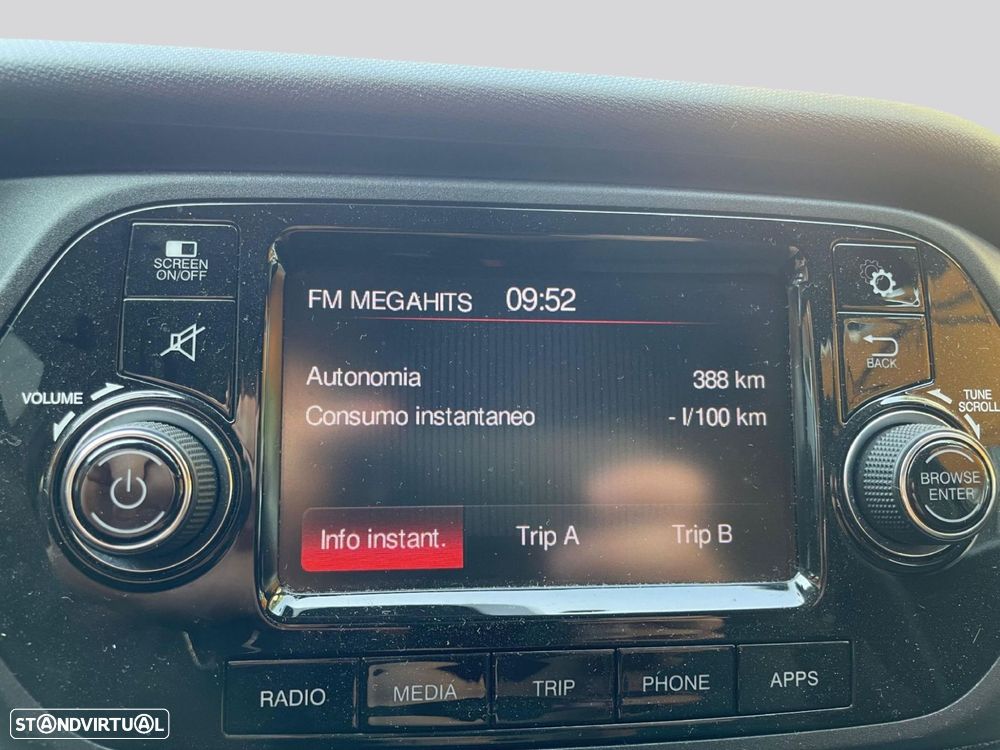 SCREEN
ON/OFF
FM MEGAHITS 09:52
BACK
VOLUME
TUNE
SCROLL
Autonomia 388 km
Consumo instantaneo - l/100 km
BROWSE
ENTER
Info instant. Trip A Trip B
RADIO MEDIA TRIP PHONE APPS
STANDVIRTUAL